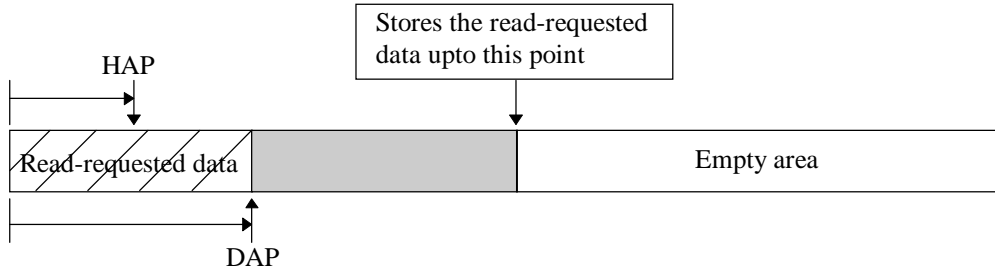 Stores the read-requested
data upto this point
HAP
Read-requested data
Empty area
DAP